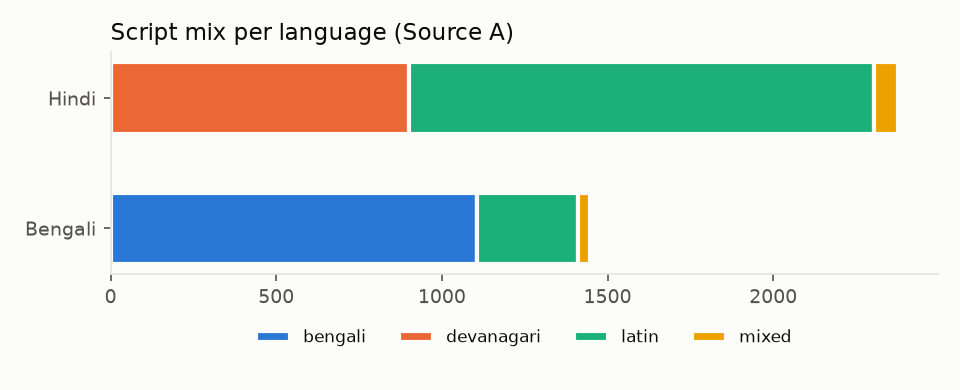 Script mix per language (Source A)
Hindi
Bengali
0 500 1000 1500 2000
bengali devanagari latin mixed